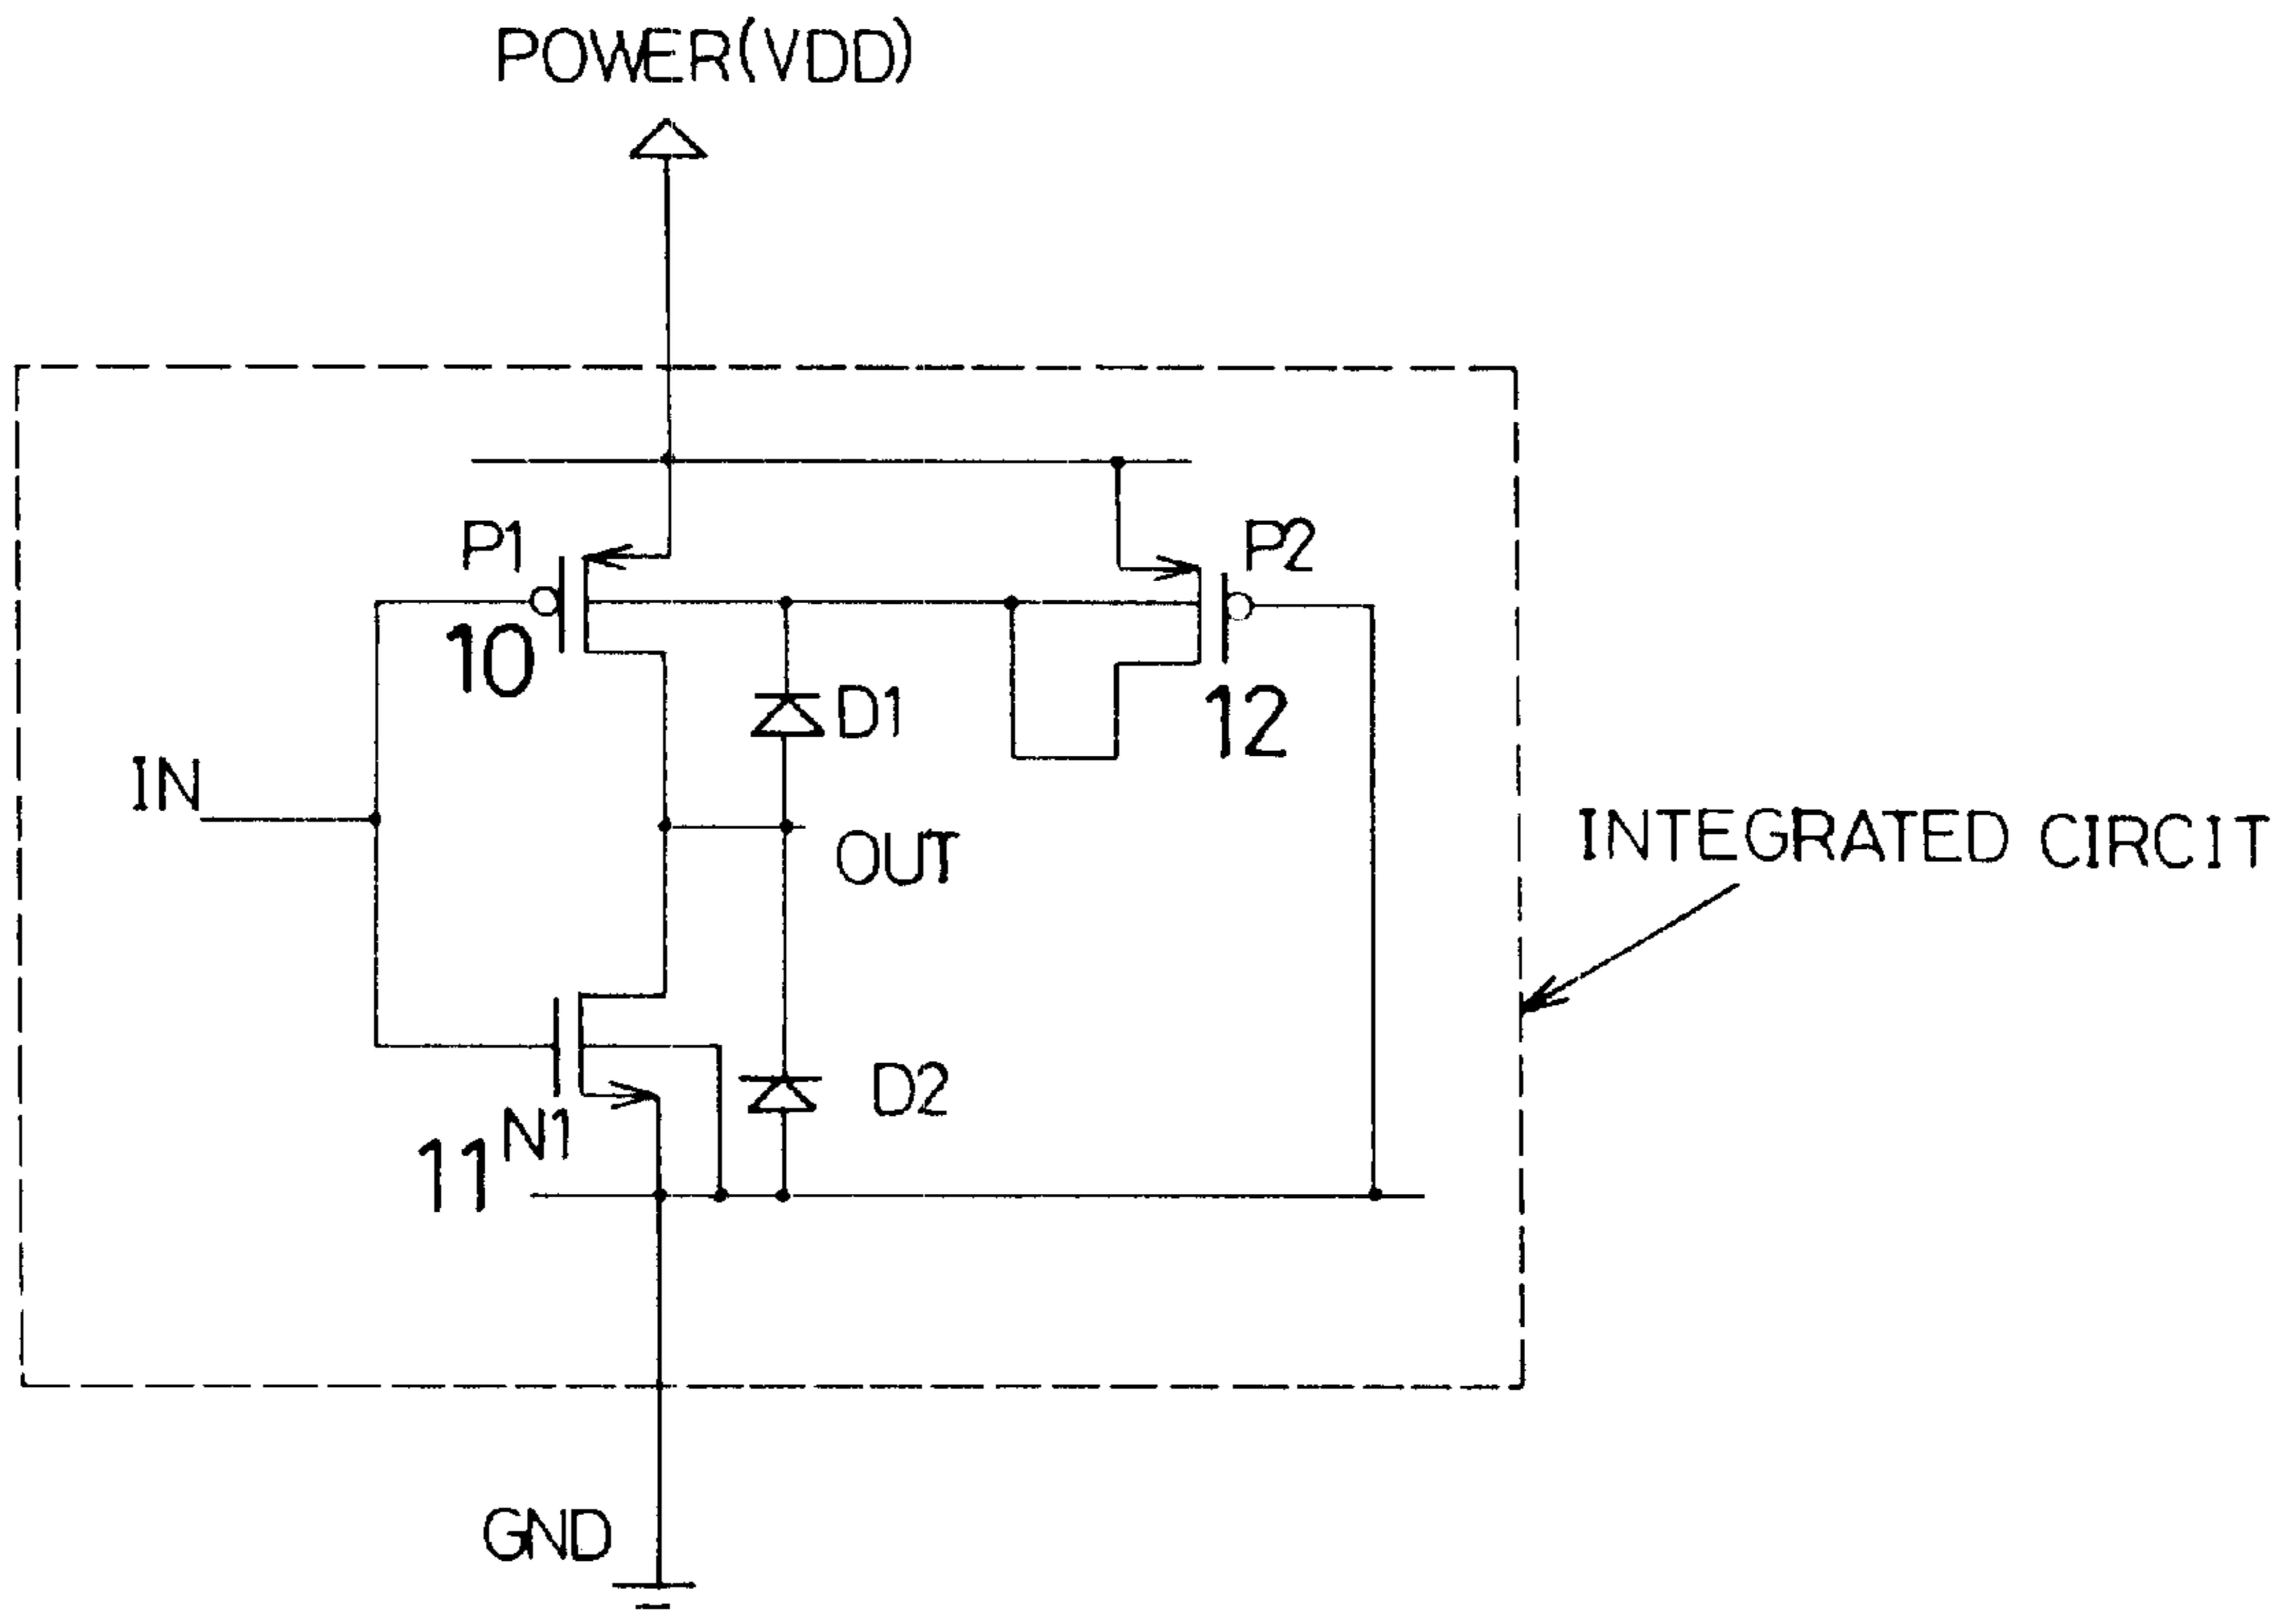 POWER(VDD)
P1
P2
10
D1
12
IN
OUT
INTEGRATED CIRCIT
D2
N1
11
GND